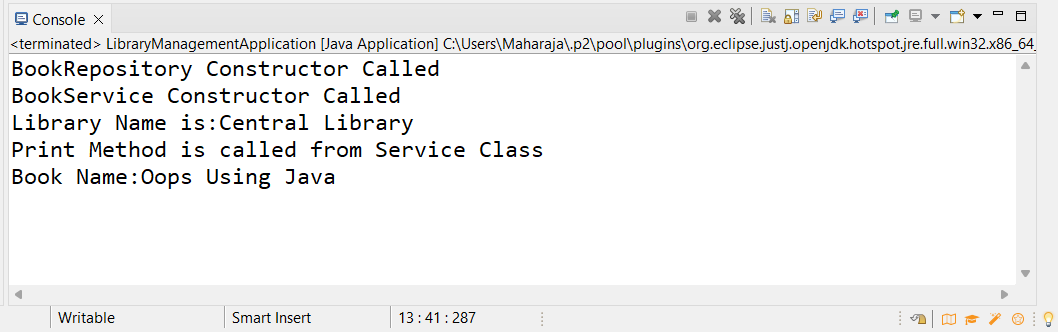 Console
<terminated> LibraryManagementApplication [Java Application] C:\Users\Maharaja\.p2\pool\plugins\org.eclipse.justj.openjdk.hotspot.jre.full.win32.x86_64_
BookRepository Constructor Called
BookService Constructor Called
Library Name is:Central Library
Print Method is called from Service Class
Book Name:Oops Using Java
Writable
Smart Insert
13 : 41 : 287